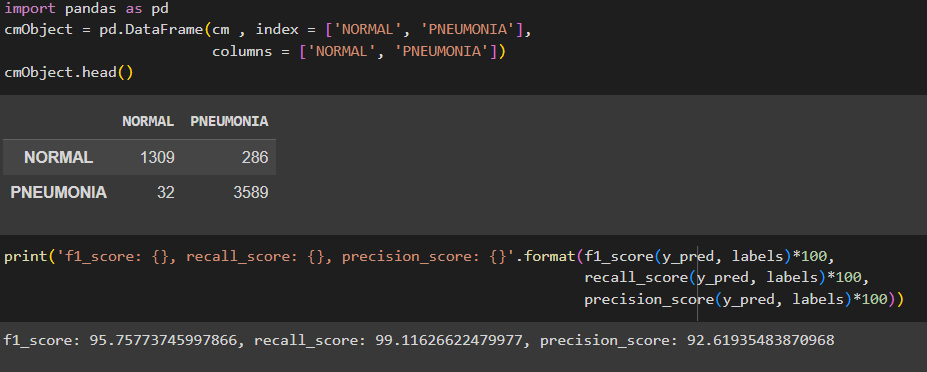 import pandas as pd
cmObject = pd.DataFrame(cm , index = ['NORMAL', 'PNEUMONIA'],
columns = ['NORMAL', 'PNEUMONIA'])
cmObject.head()
NORMAL PNEUMONIA
NORMAL 1309 286
PNEUMONIA 32 3589
print('f1_score: {}, recall_score: {}, precision_score: {}'.format(f1_score(y_pred, labels)*100,
recall_score(y_pred, labels)*100,
precision_score(y_pred, labels)*100))
f1_score: 95.75773745997866, recall_score: 99.11626622479977, precision_score: 92.61935483870968